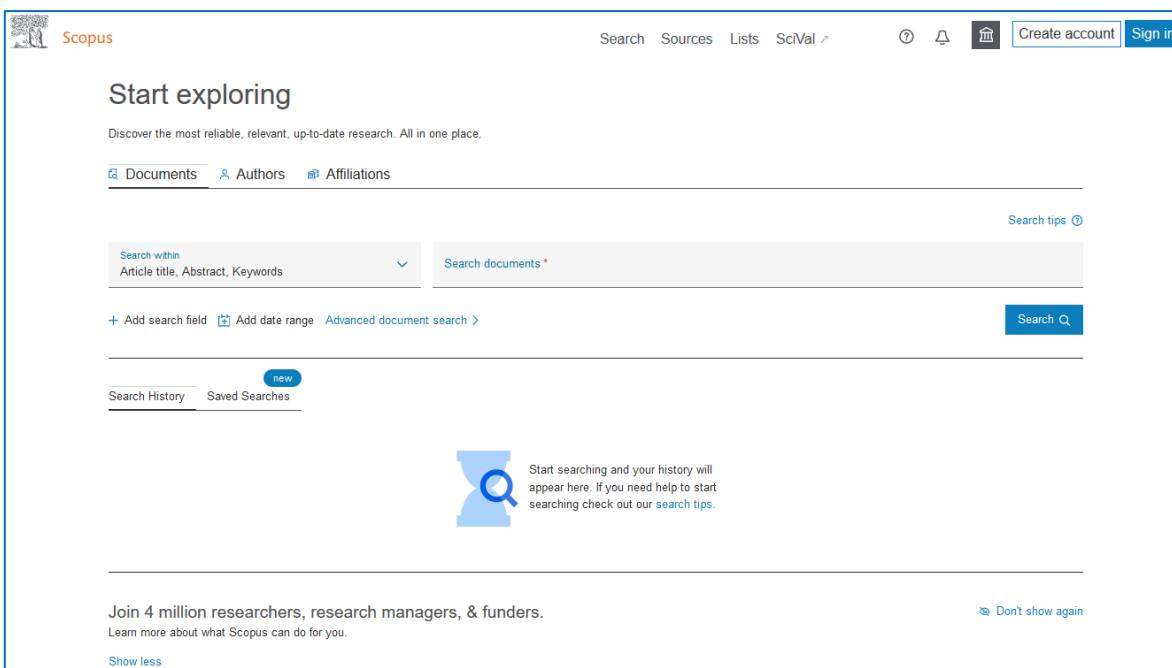 Scopus
Search Sources Lists SciVal ↗
Create account Sign in
Start exploring
Discover the most reliable, relevant, up-to-date research. All in one place.
Documents Authors Affiliations
Search tips
Search within
Article title, Abstract, Keywords
Search documents *
+ Add search field Add date range Advanced document search >
Search
new
Search History Saved Searches
Start searching and your history will
appear here. If you need help to start
searching check out our search tips.
Join 4 million researchers, research managers, & funders.
Don't show again
Learn more about what Scopus can do for you.
Show less